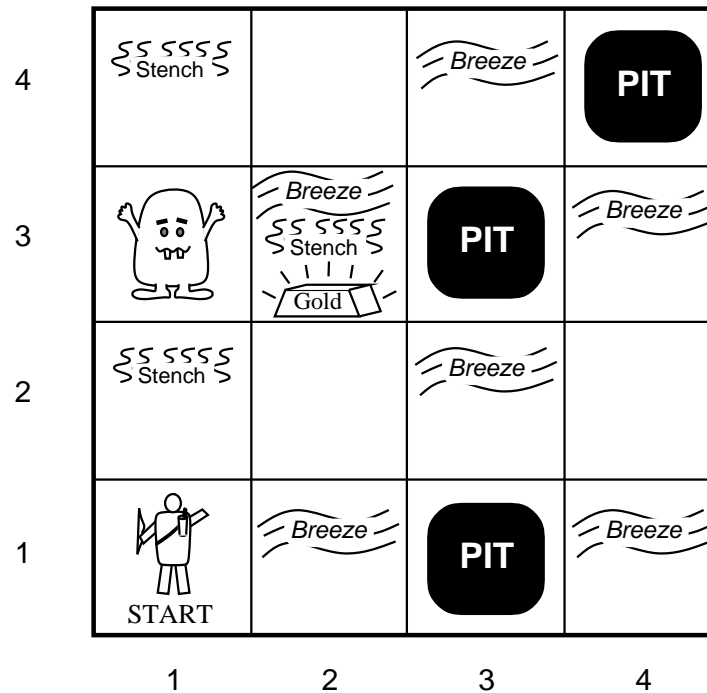 4
Stench
Breeze
PIT
3
Breeze
Stench
Gold
PIT
Breeze
2
Stench
Breeze
1
START
Breeze
PIT
Breeze
1 2 3 4